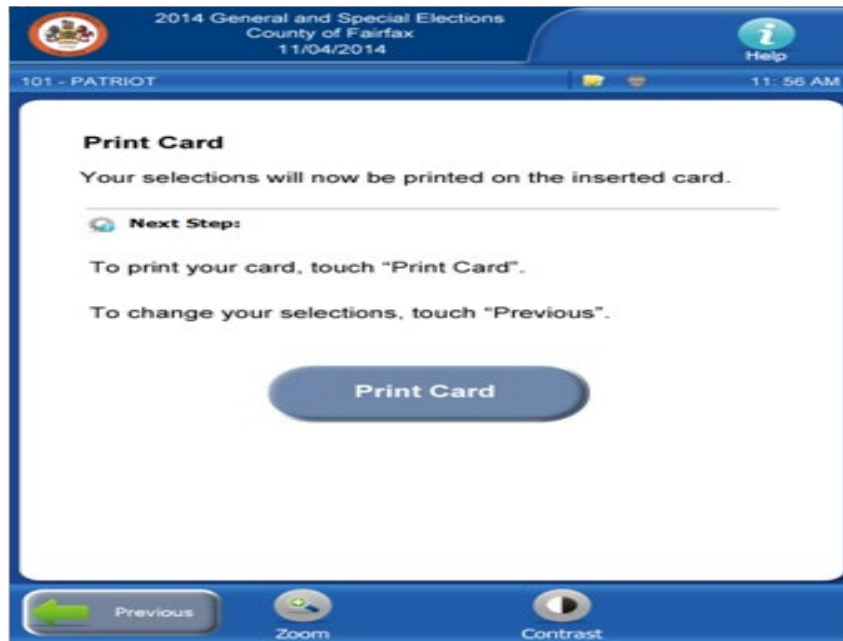 2014 General and Special Elections
County of Fairfax
11/04/2014
Help
101 - PATRIOT
11: 56 AM
Print Card
Your selections will now be printed on the inserted card.
Next Step:
To print your card, touch “Print Card”.
To change your selections, touch “Previous”.
Print Card
Previous
Zoom
Contrast